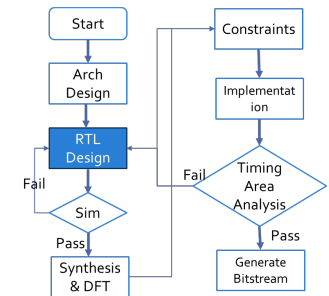 Start
Arch
Design
RTL
Design
Fail
Sim
Pass
Synthesis
& DFT
Constraints
Implementat
ion
Fail
Timing
Area
Analysis
Pass
Generate
Bitstream